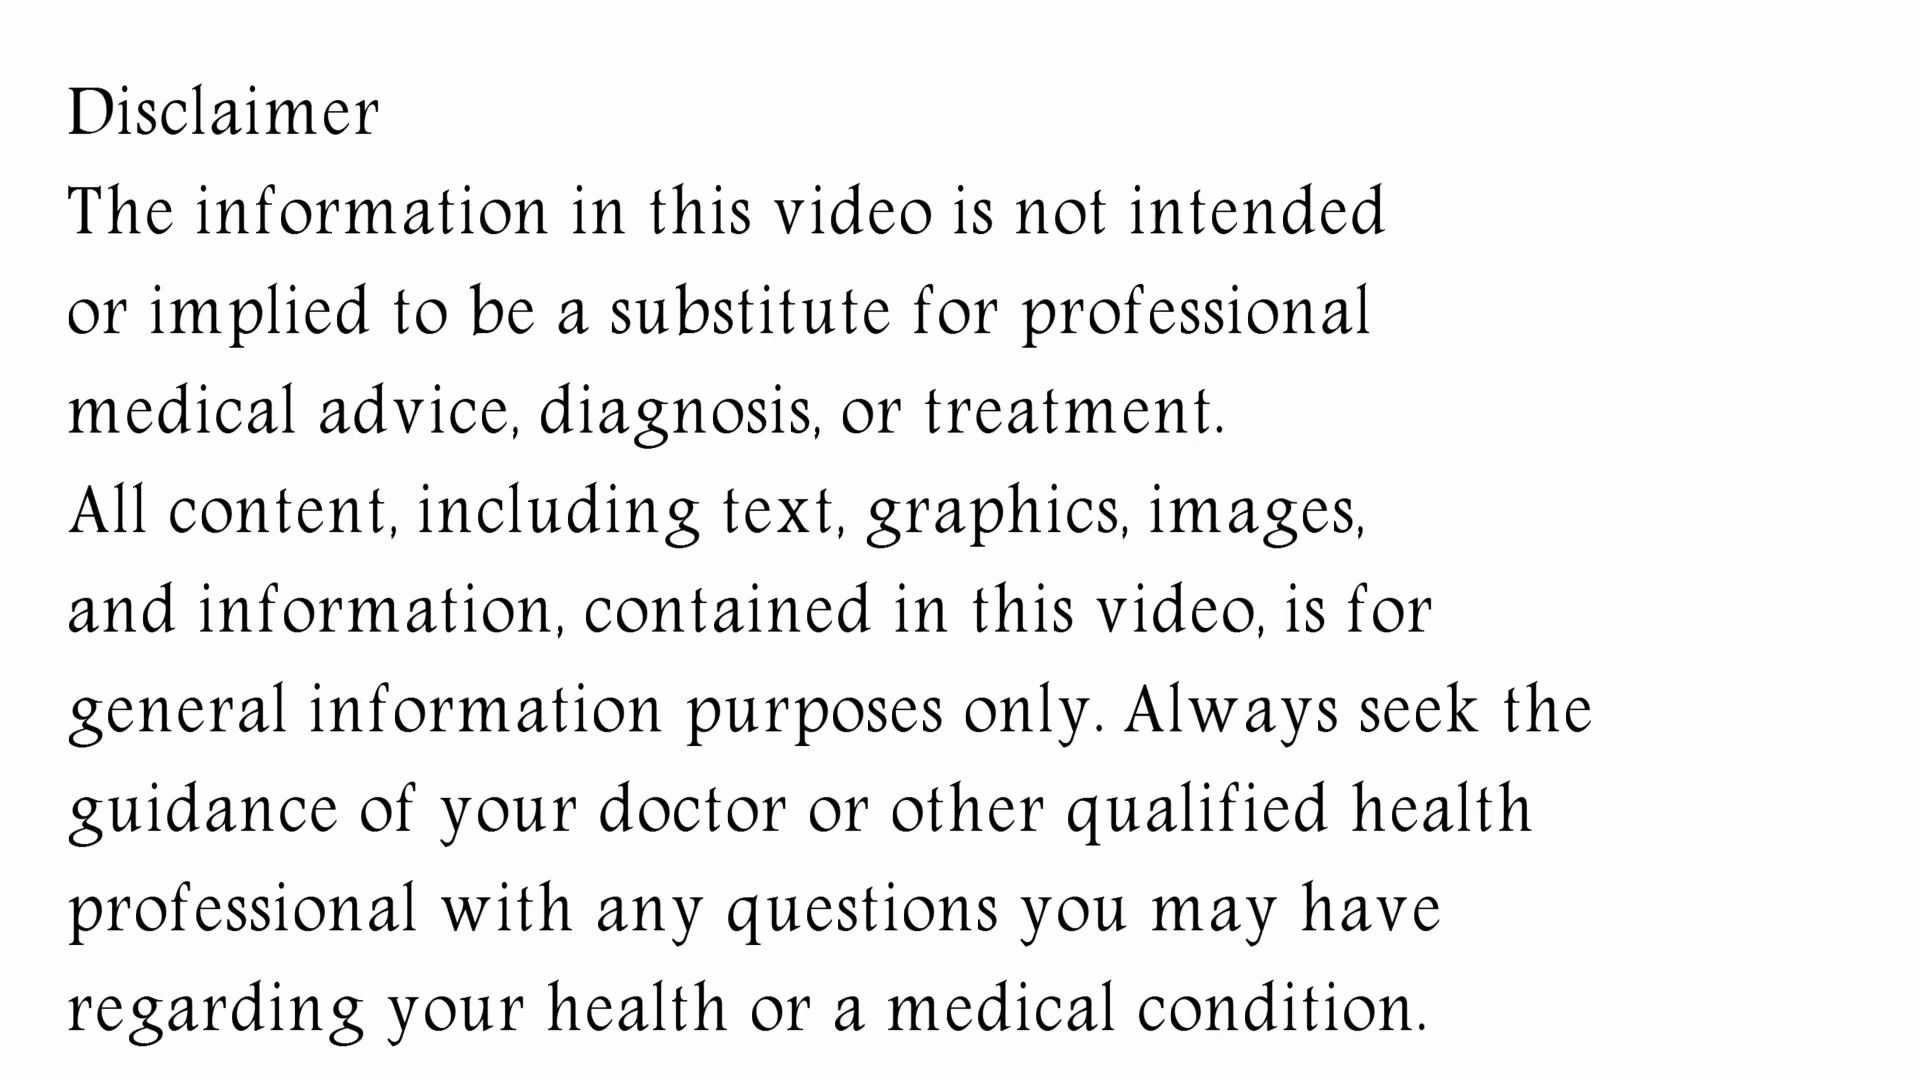 Disclaimer
The information in this video is not intended
or implied to be a substitute for professional
medical advice, diagnosis, or treatment.
All content, including text, graphics, images,
and information, contained in this video, is for
general information purposes only. Always seek the
guidance of your doctor or other qualified health
professional with any questions you may have
regarding your health or a medical condition.